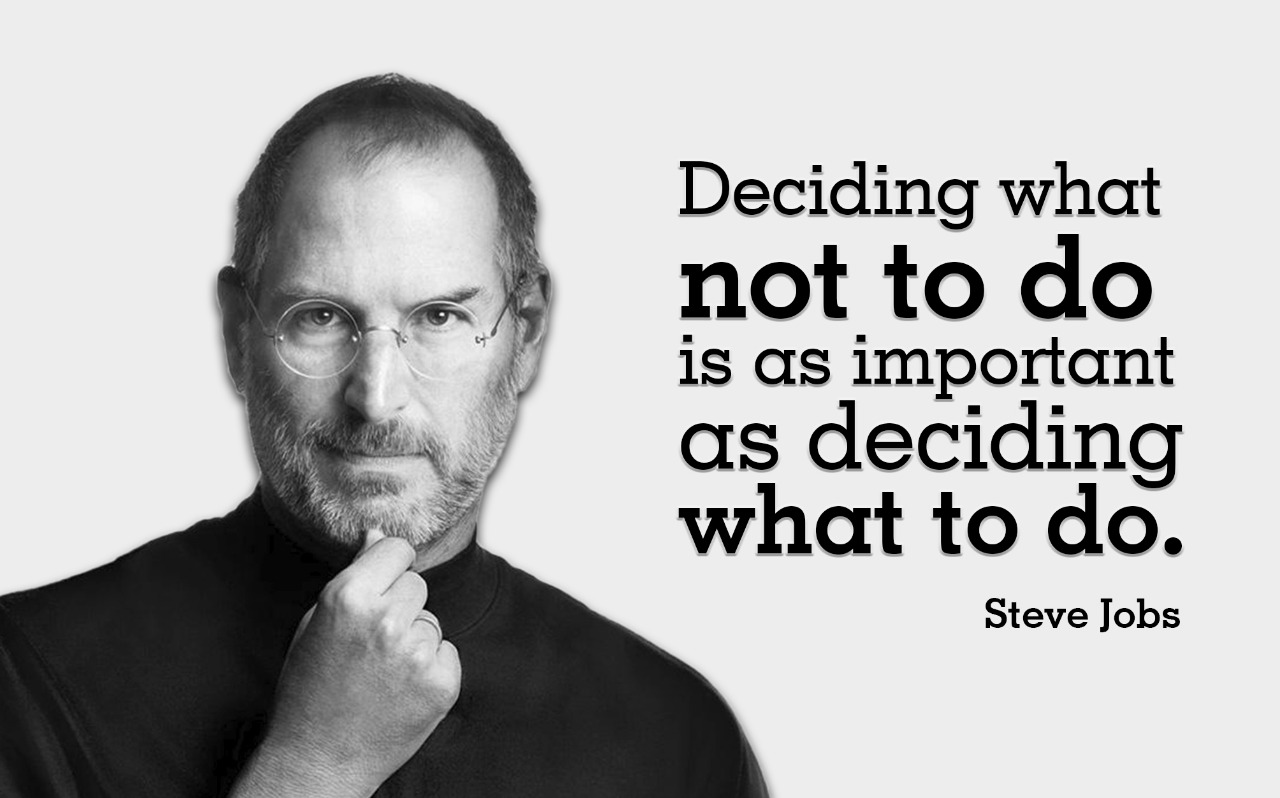 Deciding what
not to do
is as important
as deciding
what to do.
Steve Jobs